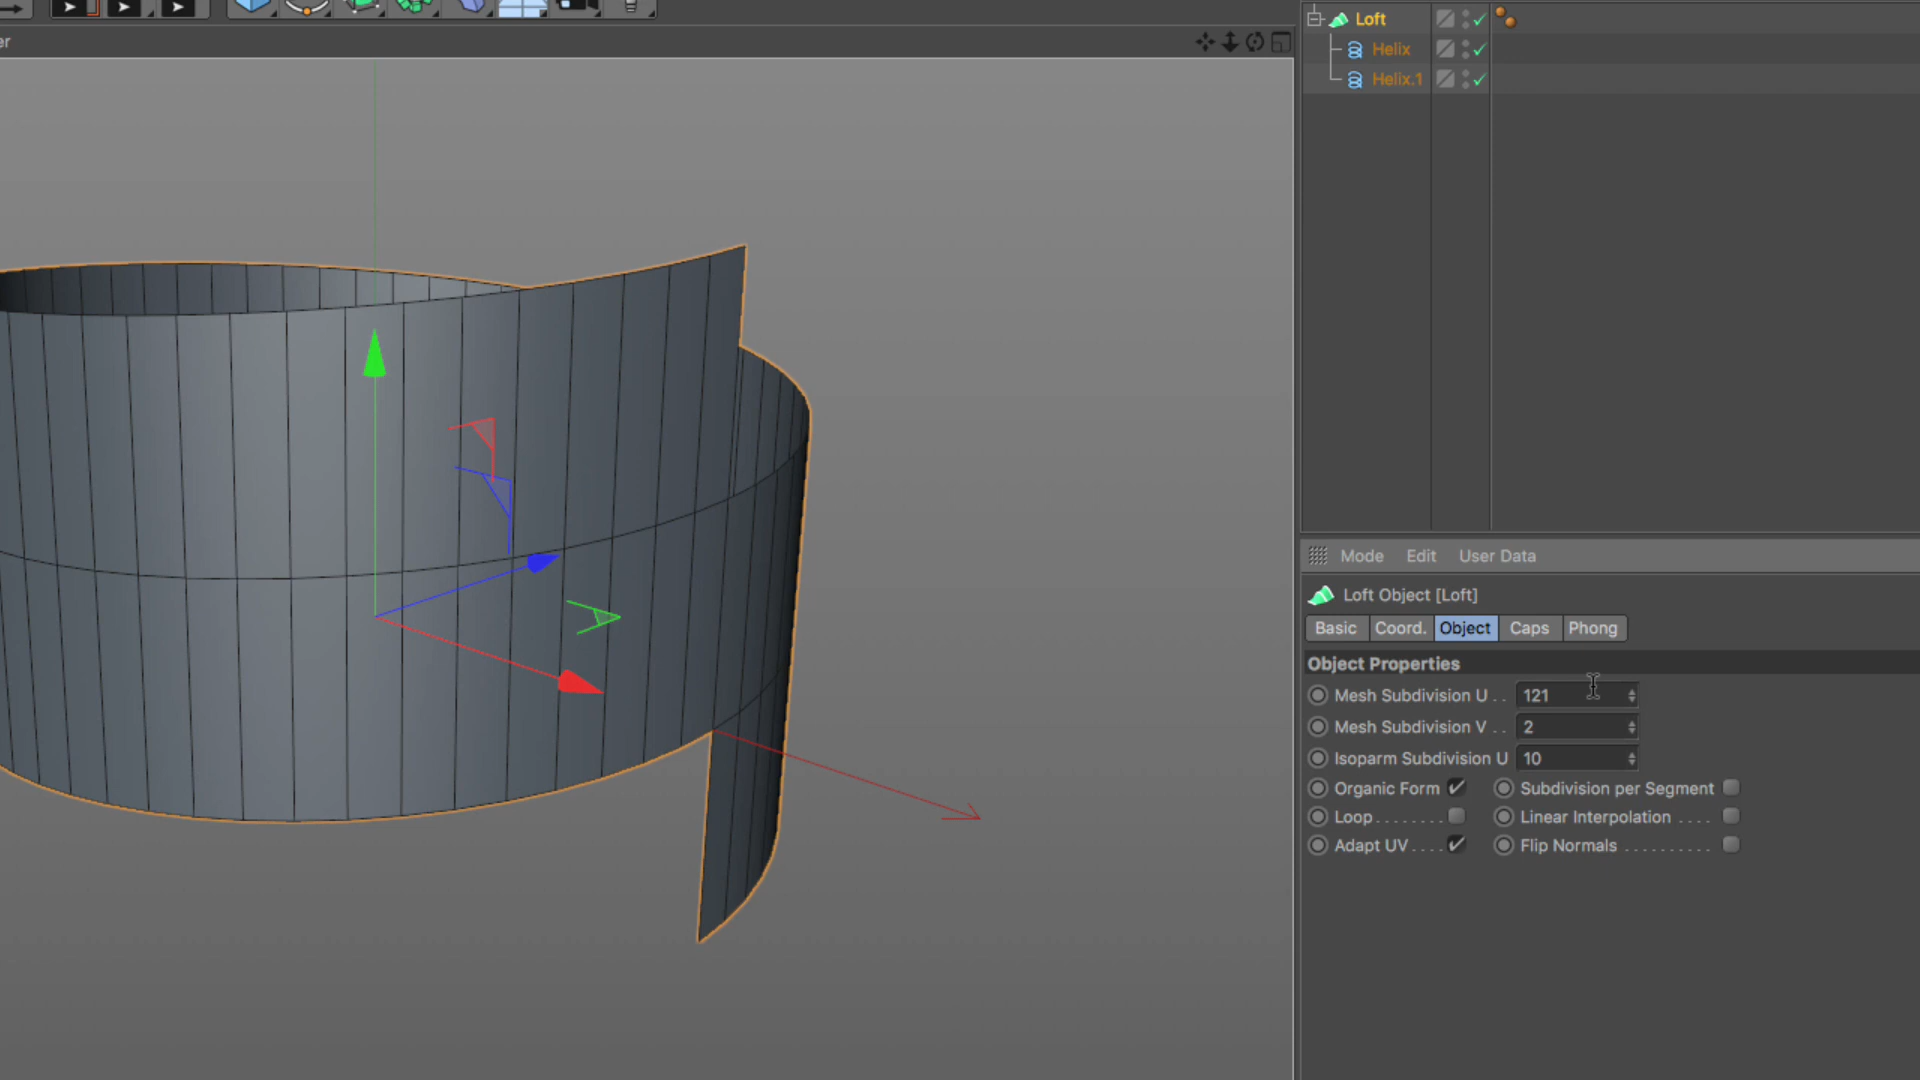 er
Loft
Helix
Helix.1
Mode Edit User Data
Loft Object [Loft]
Basic Coord. Object Caps Phong
Object Properties
Mesh Subdivision U . . 121
Mesh Subdivision V . . 2
Isoparm Subdivision U 10
Organic Form Subdivision per Segment
Loop . . . . . . . . Linear Interpolation . . . .
Adapt UV . . . . Flip Normals . . . . . . . . . .